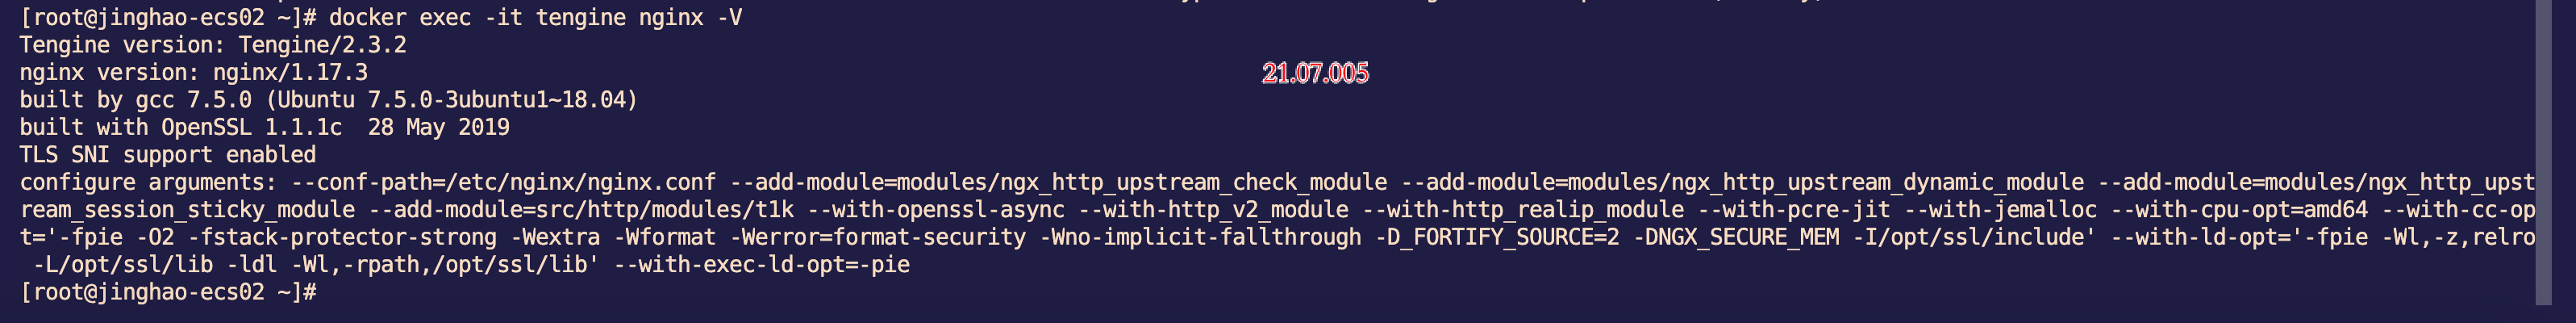 [root@jinghao-ecs02 ~]# docker exec -it tengine nginx -V
Tengine version: Tengine/2.3.2
nginx version: nginx/1.17.3
21.07.005
built by gcc 7.5.0 (Ubuntu 7.5.0-3ubuntu1~18.04)
built with OpenSSL 1.1.1c  28 May 2019
TLS SNI support enabled
configure arguments: --conf-path=/etc/nginx/nginx.conf --add-module=modules/ngx_http_upstream_check_module --add-module=modules/ngx_http_upstream_dynamic_module --add-module=modules/ngx_http_upst
ream_session_sticky_module --add-module=src/http/modules/t1k --with-openssl-async --with-http_v2_module --with-http_realip_module --with-pcre-jit --with-jemalloc --with-cpu-opt=amd64 --with-cc-op
t='-fpie -O2 -fstack-protector-strong -Wextra -Wformat -Werror=format-security -Wno-implicit-fallthrough -D_FORTIFY_SOURCE=2 -DNGX_SECURE_MEM -I/opt/ssl/include' --with-ld-opt='-fpie -Wl,-z,relro
 -L/opt/ssl/lib -ldl -Wl,-rpath,/opt/ssl/lib' --with-exec-ld-opt=-pie
[root@jinghao-ecs02 ~]#